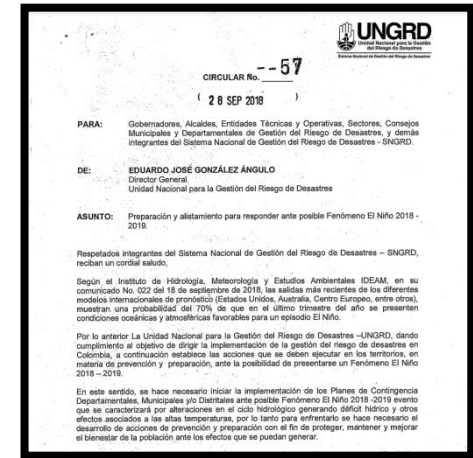 UNGRD
Unidad Nacional para la Gestión
del Riesgo de Desastres
Sistema Nacional de Gestión del Riesgo de Desastres
CIRCULAR No. --57
( 28 SEP 2018 )
PARA: Gobernadores, Alcaldes, Entidades Técnicas y Operativas, Sectores, Consejos
Municipales y Departamentales de Gestión del Riesgo de Desastres, y demás
integrantes del Sistema Nacional de Gestión del Riesgo de Desastres - SNGRD.
DE: EDUARDO JOSÉ GONZÁLEZ ÁNGULO
Director General
Unidad Nacional para la Gestión del Riesgo de Desastres
ASUNTO: Preparación y alistamiento para responder ante posible Fenómeno El Niño 2018 -
2019.
Respetados integrantes del Sistema Nacional de Gestión del Riesgo de Desastres – SNGRD,
reciban un cordial saludo,
Según el Instituto de Hidrología, Meteorología y Estudios Ambientales IDEAM, en su
comunicado No. 022 del 18 de septiembre de 2018, las salidas más recientes de los diferentes
modelos internacionales de pronóstico (Estados Unidos, Australia, Centro Europeo, entre otros),
muestran una probabilidad del 70% de que en el último trimestre del año se presenten
condiciones oceánicas y atmosféricas favorables para un episodio El Niño.
Por lo anterior La Unidad Nacional para la Gestión del Riesgo de Desastres –UNGRD, dando
cumplimiento al objetivo de dirigir la implementación de la gestión del riesgo de desastres en
Colombia, a continuación establece las acciones que se deben ejecutar en los territorios, en
materia de prevención y preparación, ante la posibilidad de presentarse un Fenómeno El Niño
2018 – 2019.
En este sentido, se hace necesario iniciar la implementación de los Planes de Contingencia
Departamentales, Municipales y/o Distritales ante posible Fenómeno El Niño 2018 -2019 evento
que se caracterizará por alteraciones en el ciclo hidrológico generando déficit hídrico y otros
efectos asociados a las altas temperaturas, por lo tanto para enfrentarlo se hace necesario el
desarrollo de acciones de prevención y preparación con el fin de proteger, mantener y mejorar
el bienestar de la población ante los efectos que se puedan generar.